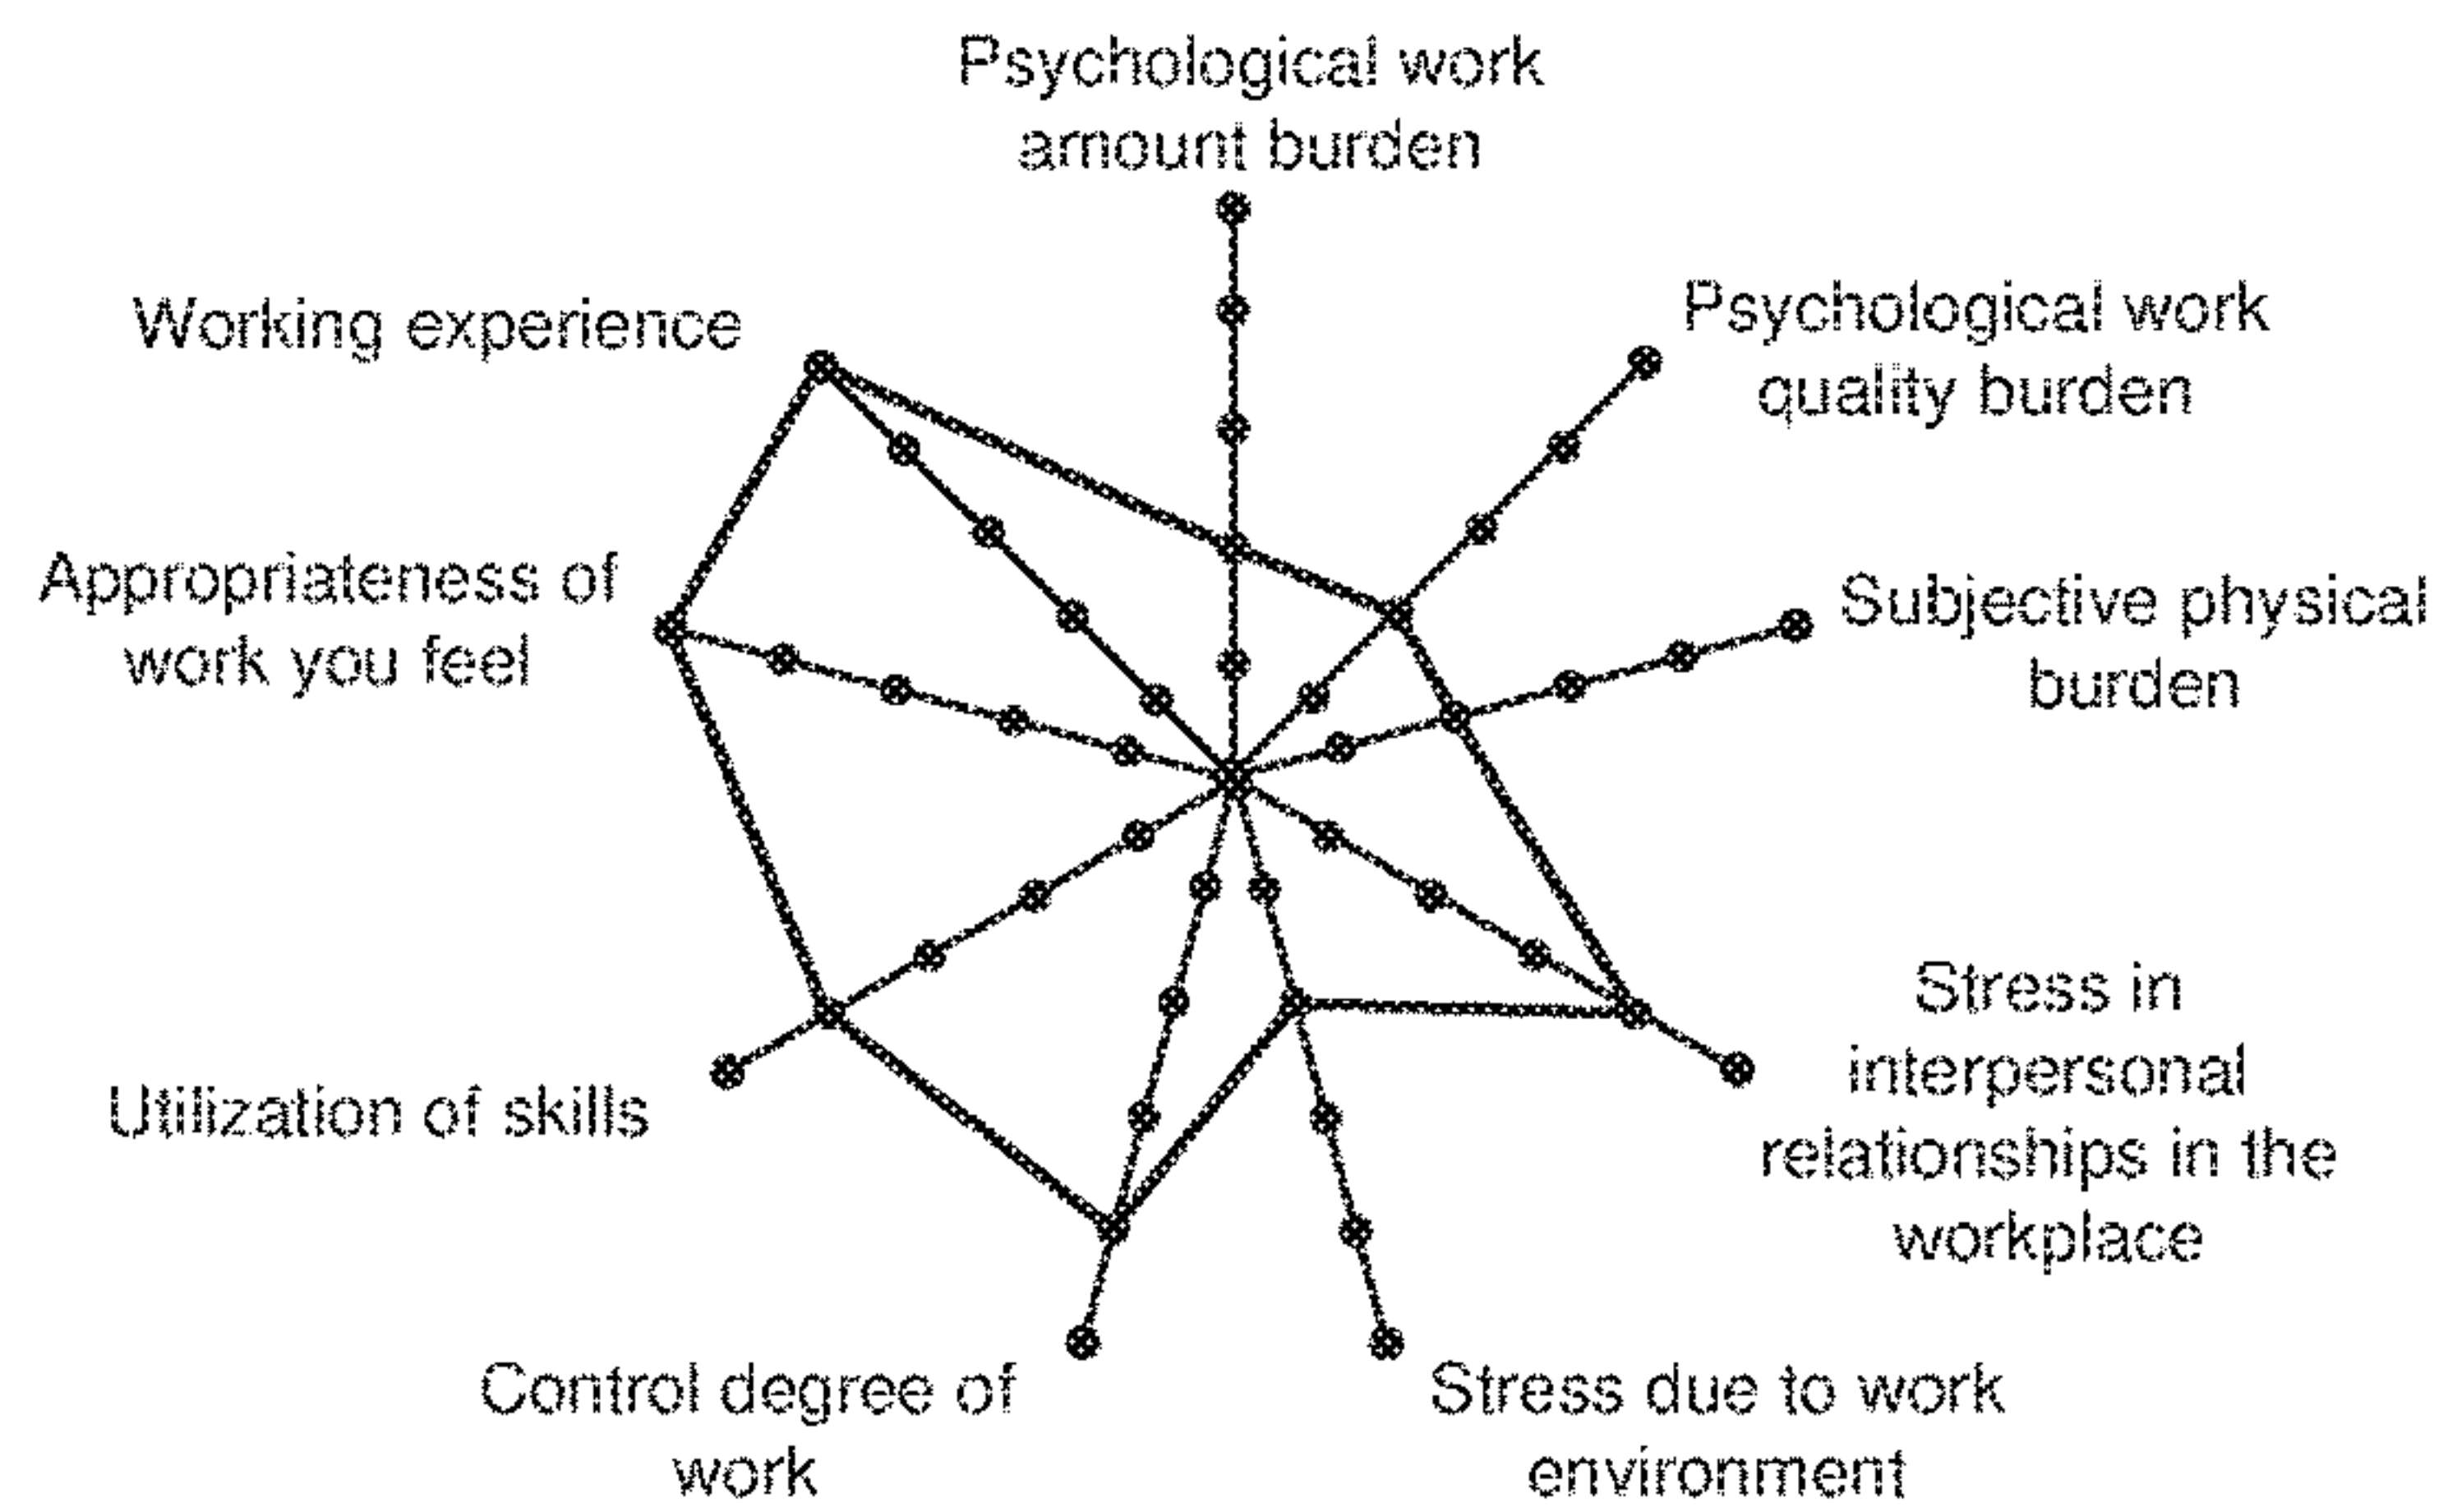 Psychological work
amount burden
Psychological work
quality burden
Working experience
Subjective physical
burden
Appropriateness of
work you feel
Stress in
interpersonal
relationships in the
workplace
Utilization of skills
Control degree of
work
Stress due to work
environment